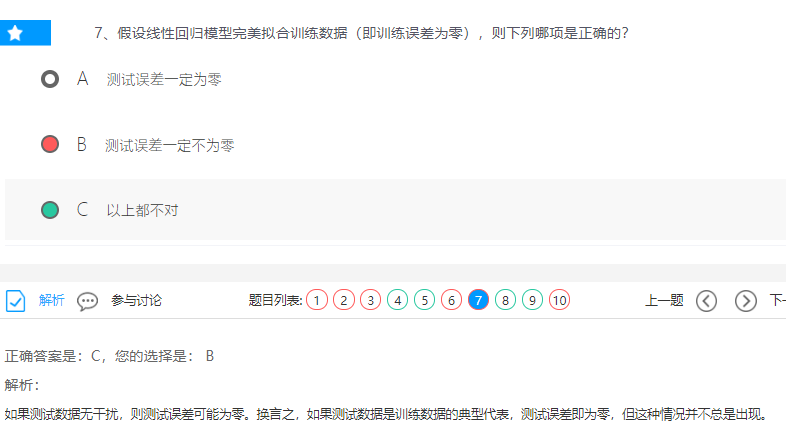 7、假设线性回归模型完美拟合训练数据（即训练误差为零），则下列哪项是正确的？
A 测试误差一定为零
B 测试误差一定不为零
C 以上都不对
解析 参与讨论 题目列表: 1 2 3 4 5 6 7 8 9 10 上一题 下一
正确答案是：C，您的选择是： B
解析：
如果测试数据无干扰，则测试误差可能为零。换言之，如果测试数据是训练数据的典型代表，测试误差即为零，但这种情况并不总是出现。